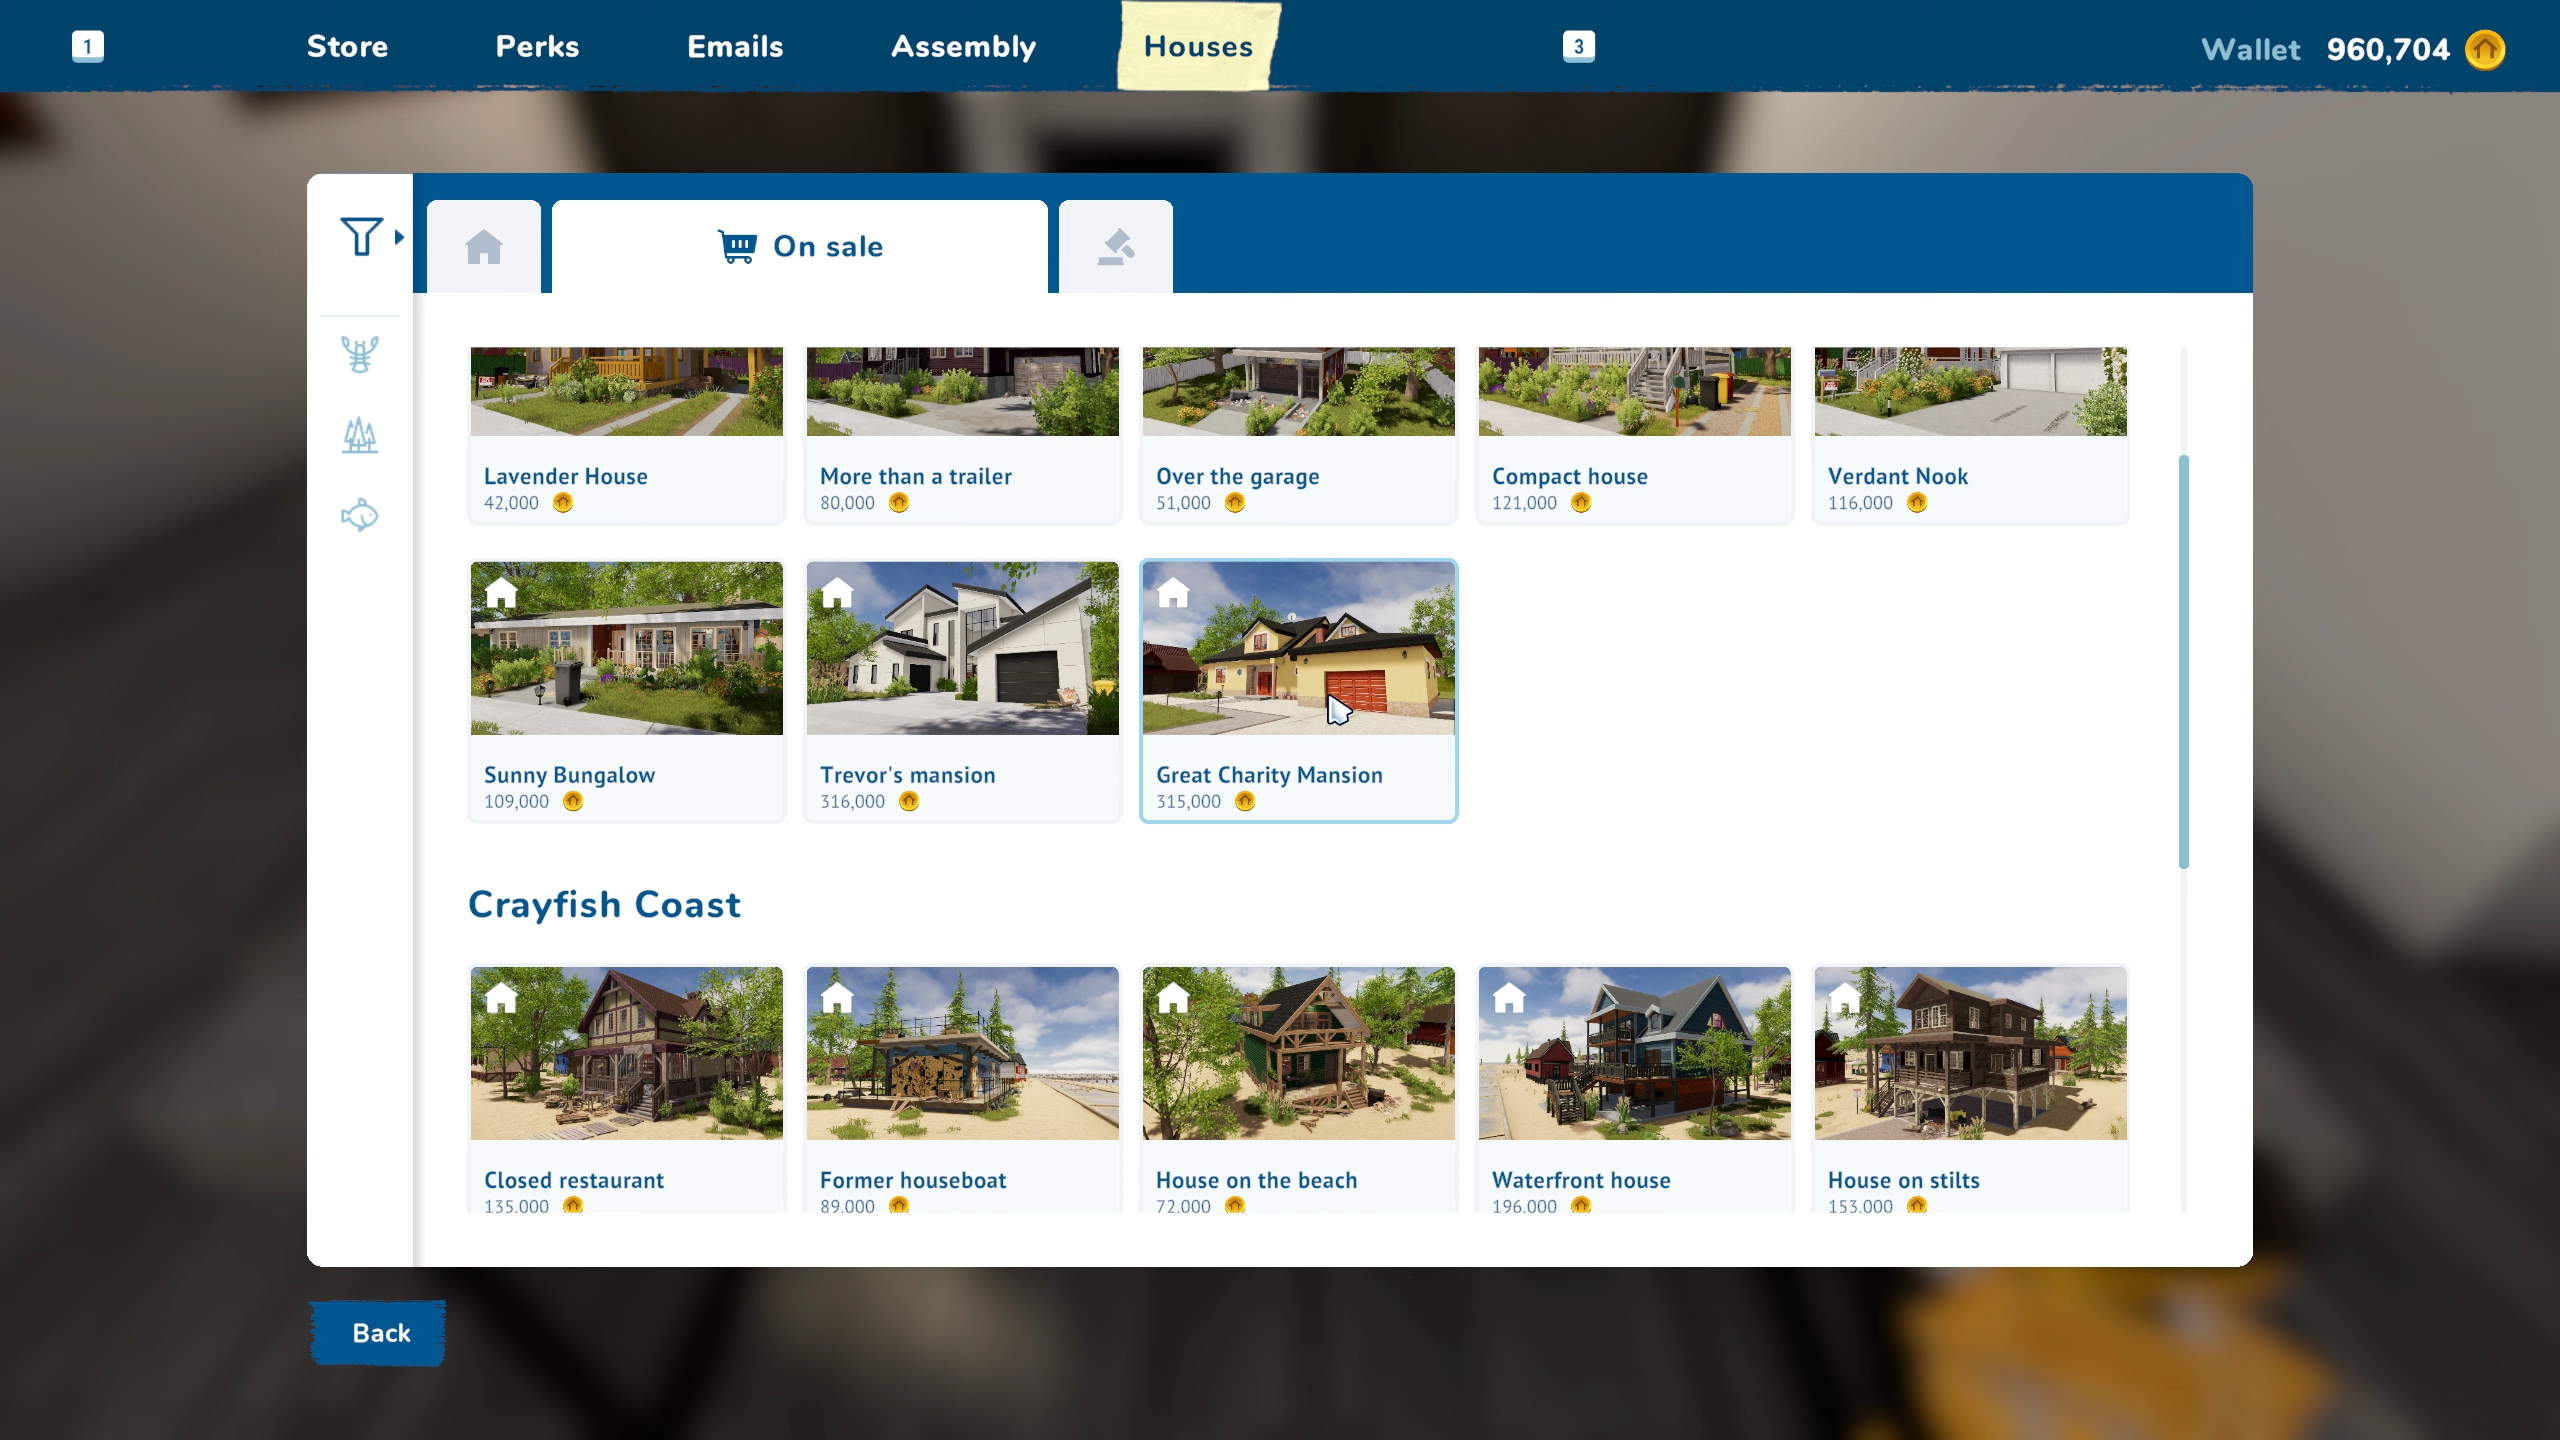 1
Store
Perks
Emails
Assembly
Houses
3
Wallet 960,704
On sale
Lavender House
42,000
More than a trailer
80,000
Over the garage
51,000
Compact house
121,000
Verdant Nook
116,000
Sunny Bungalow
109,000
Trevor's mansion
316,000
Great Charity Mansion
315,000
Crayfish Coast
Closed restaurant
135,000
Former houseboat
89,000
House on the beach
72,000
Waterfront house
196,000
House on stilts
153,000
Back